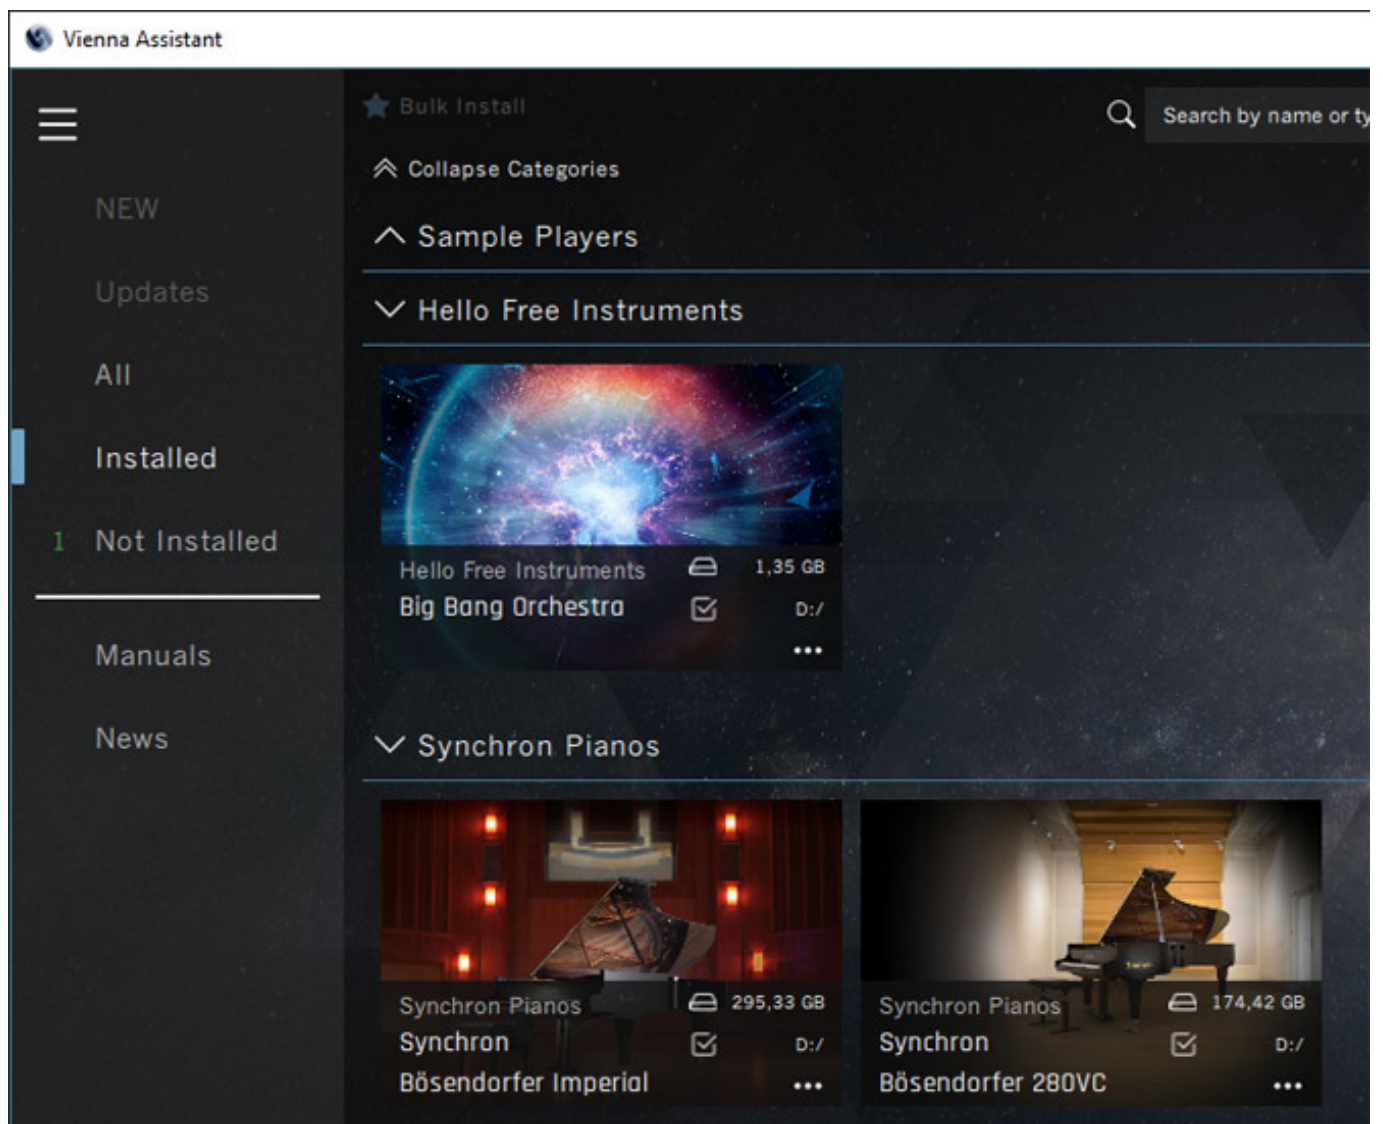 Vienna Assistant
Bulk Install
Search by name or ty
Collapse Categories
NEW
Sample Players
Updates
Hello Free Instruments
All
Installed
1 Not Installed
Hello Free Instruments 1,35 GB
Big Bang Orchestra D:/
Manuals
News
Synchron Pianos
Synchron Pianos 295,33 GB
Synchron D:/
Bösendorfer Imperial
Synchron Pianos 174,42 GB
Synchron D:/
Bösendorfer 280VC